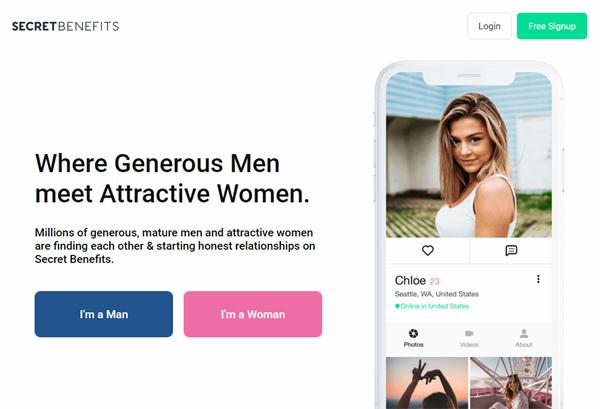 SECRETBENEFITS
Login
Free Signup
Where Generous Men
meet Attractive Women.
Millions of generous, mature men and attractive women
are finding each other & starting honest relationships on
Secret Benefits.
I'm a Man
I'm a Woman
Chloe 23
Seattle, WA, United States
Online in United States
Photos
Videos
About